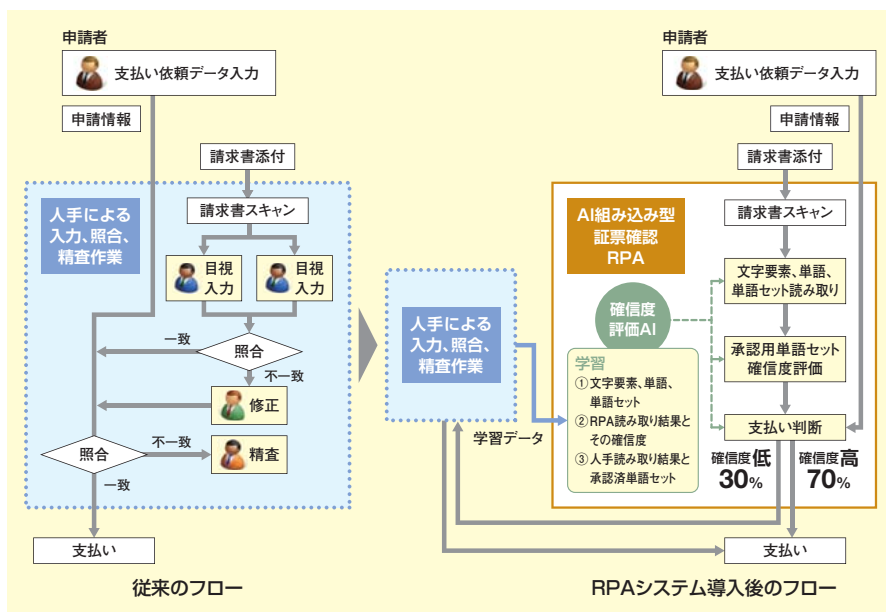 申請者
支払い依頼データ入力
申請情報
請求書添付
人手による
入力、照合、
精査作業
請求書スキャン
目視
入力
目視
入力
一致
照合
不一致
修正
照合
不一致
精査
一致
支払い
従来のフロー
人手による
入力、照合、
精査作業
学習データ
申請者
支払い依頼データ入力
申請情報
請求書添付
AI組み込み型
証票確認
RPA
請求書スキャン
文字要素、単語、
単語セット読み取り
確信度
評価AI
承認用単語セット
確信度評価
学習
①文字要素、単語、
単語セット
②RPA読み取り結果と
その確信度
③人手読み取り結果と
承認済単語セット
支払い判断
確信度低
30%
確信度高
70%
支払い
RPAシステム導入後のフロー